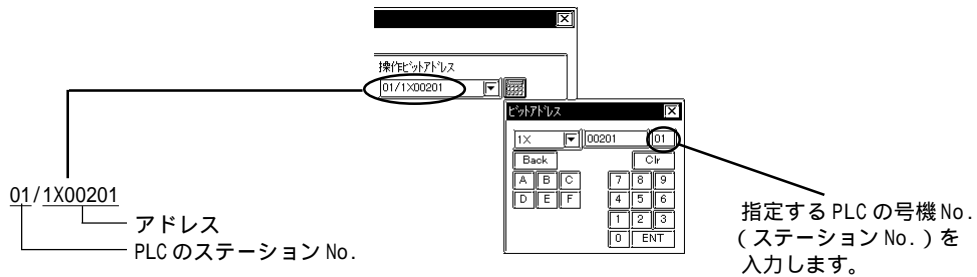 操作ﾋﾞｯﾄｱﾄﾞﾚｽ
01/1X00201
ﾋﾞｯﾄｱﾄﾞﾚｽ
1X 00201 01
Back Clr
A B C 7 8 9
D E F 4 5 6
1 2 3
0 ENT
01/1X00201
アドレス
PLC のステーション No.
指定する PLC の号機 No.
( ステーション No. ) を
入力します。